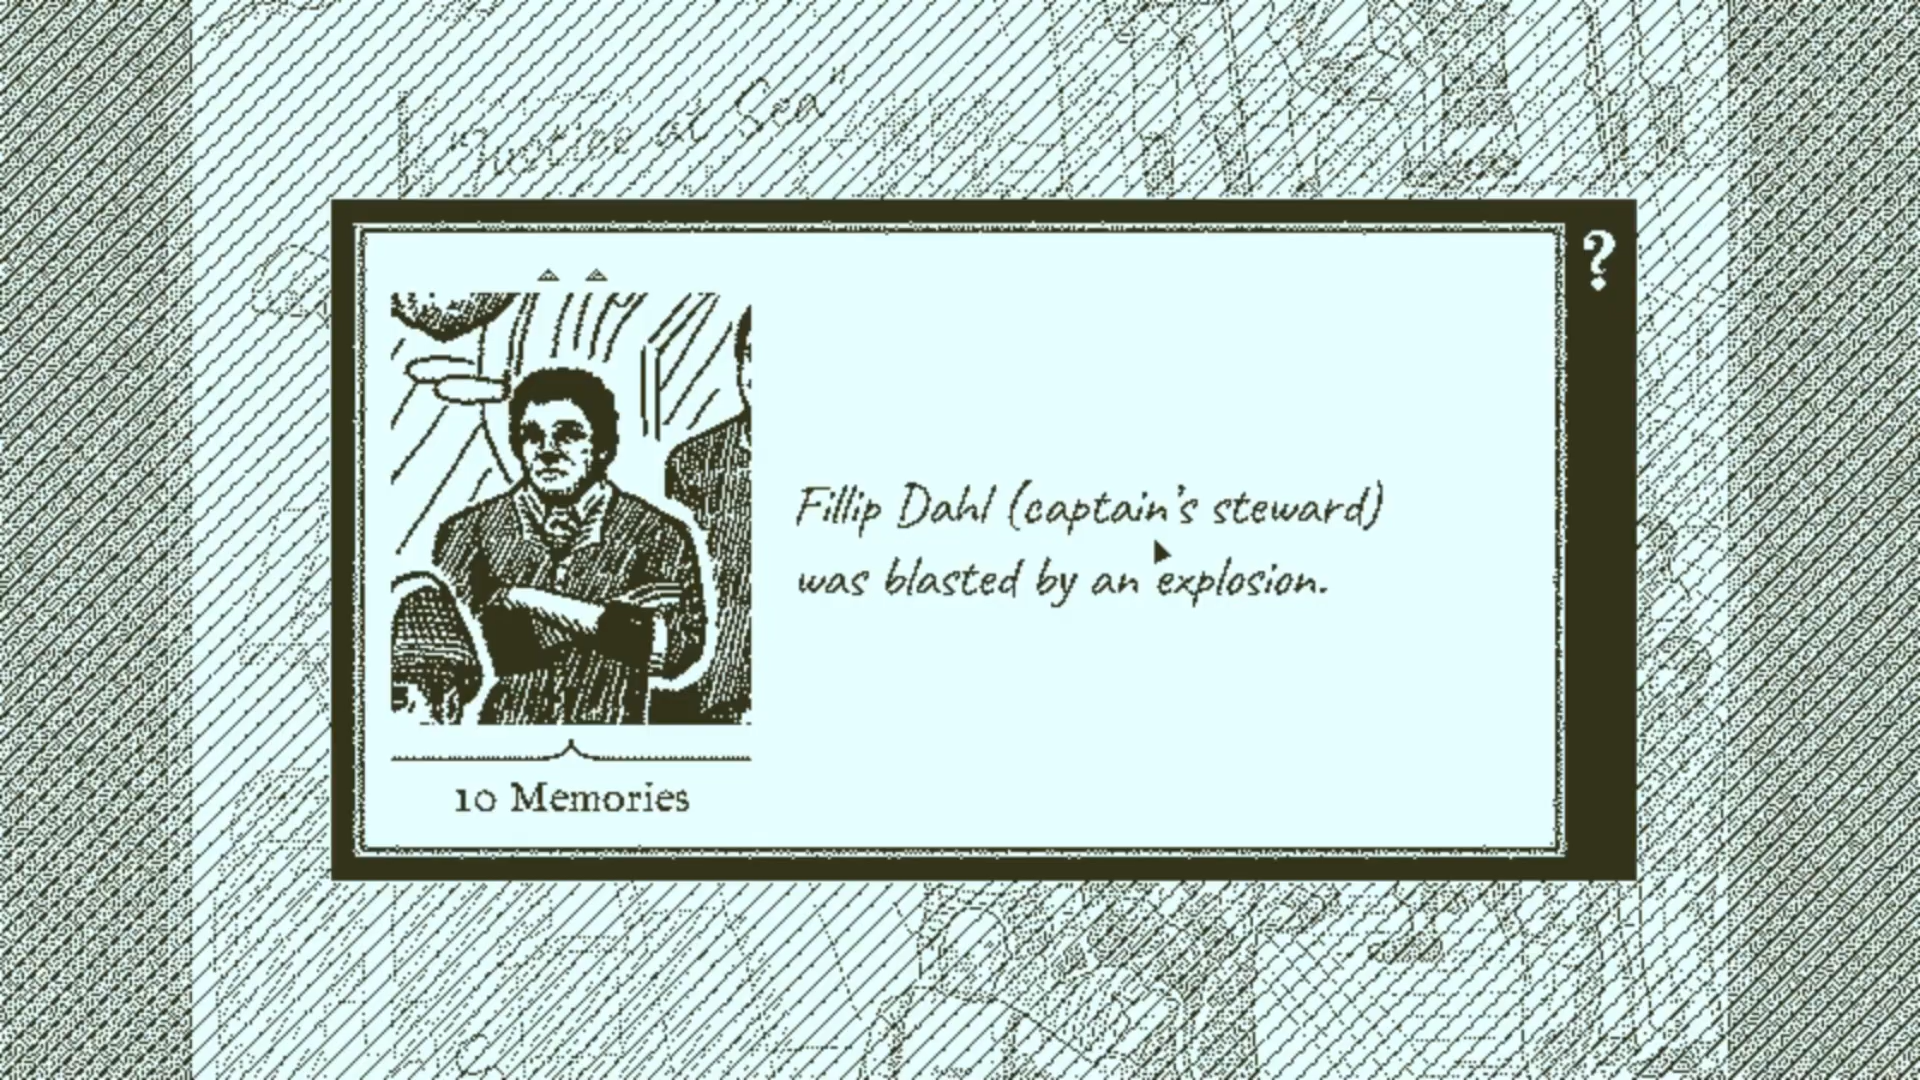 "Justice at Sea"
?
Fillip Dahl (captain's steward)
was blasted by an explosion.
10 Memories